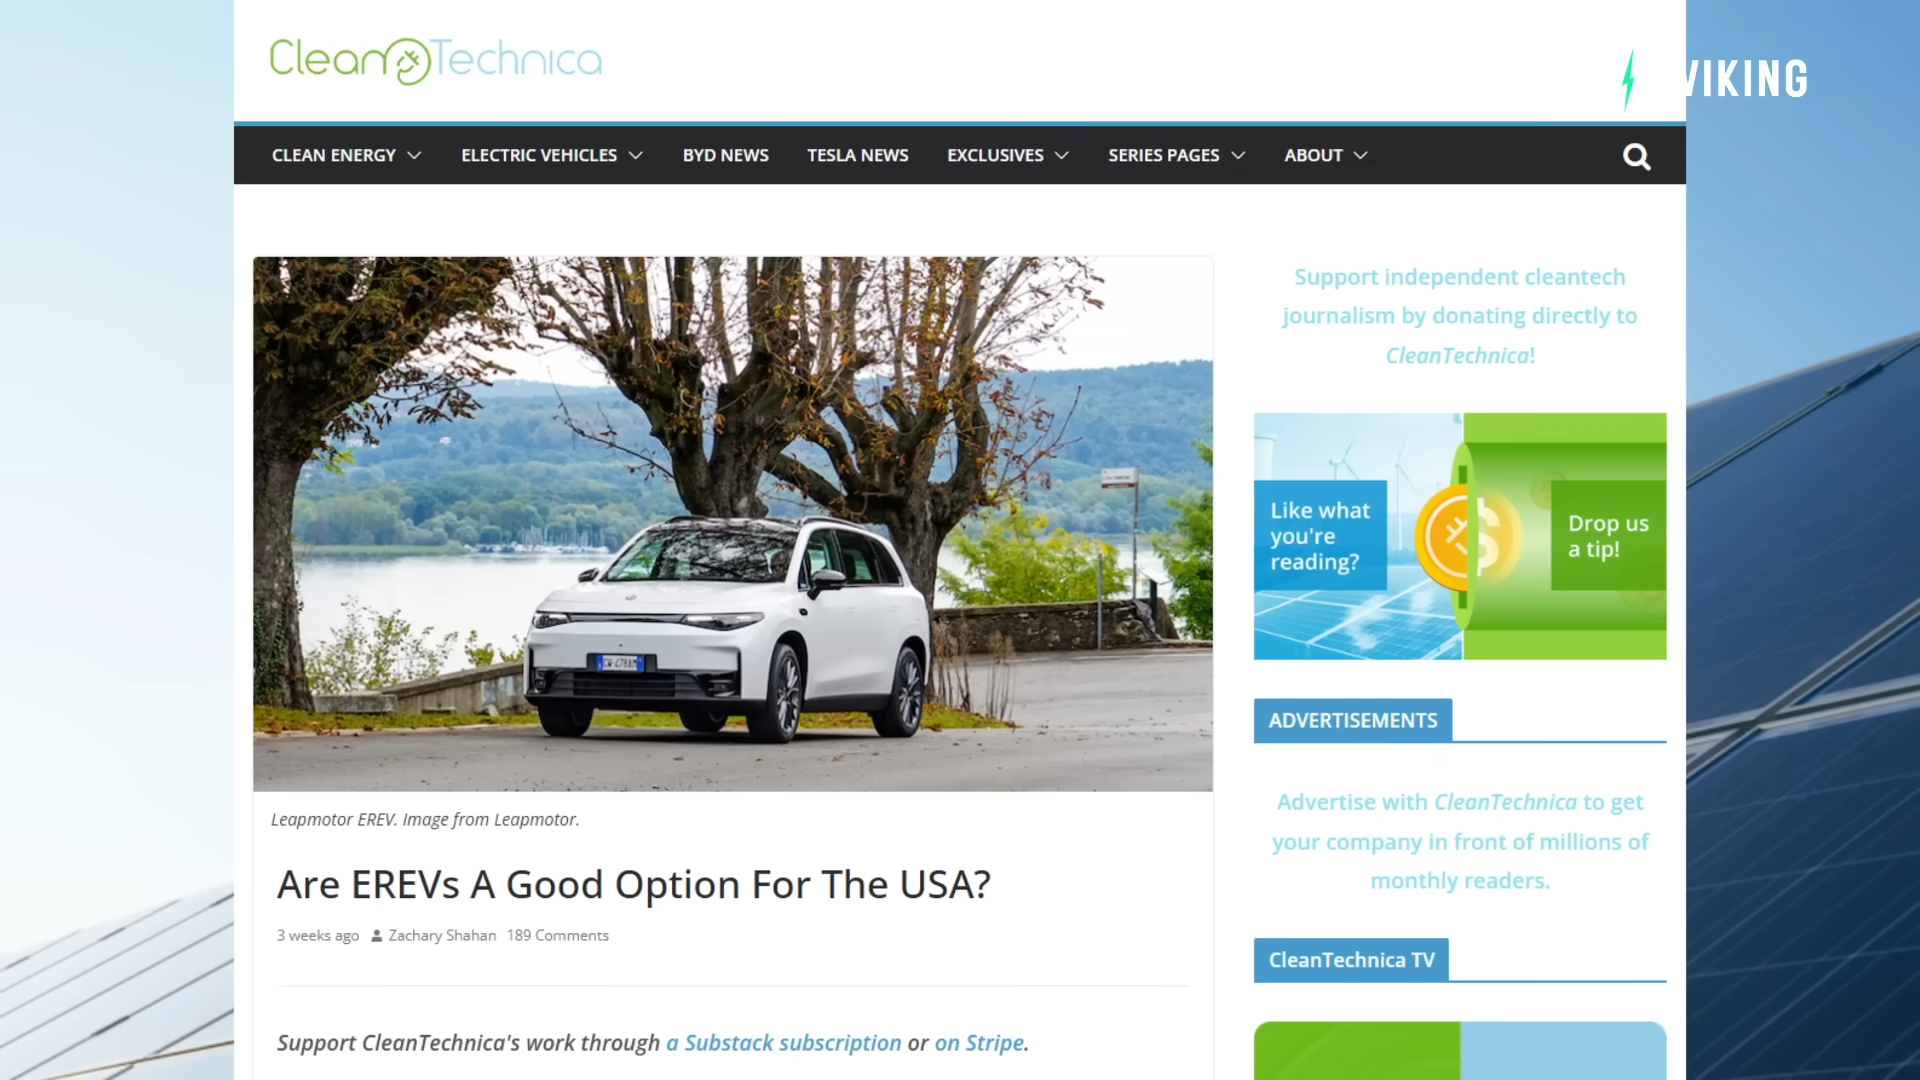 CleanTechnica
VIKING
CLEAN ENERGY
ELECTRIC VEHICLES
BYD NEWS
TESLA NEWS
EXCLUSIVES
SERIES PAGES
ABOUT
Support independent cleantech
journalism by donating directly to
CleanTechnica!
Like what
you're
reading?
$
Drop us
a tip!
ADVERTISEMENTS
Advertise with CleanTechnica to get
your company in front of millions of
monthly readers.
CleanTechnica TV
Leapmotor EREV. Image from Leapmotor.
Are EREVs A Good Option For The USA?
3 weeks ago Zachary Shahan 189 Comments
Support CleanTechnica's work through a Substack subscription or on Stripe.